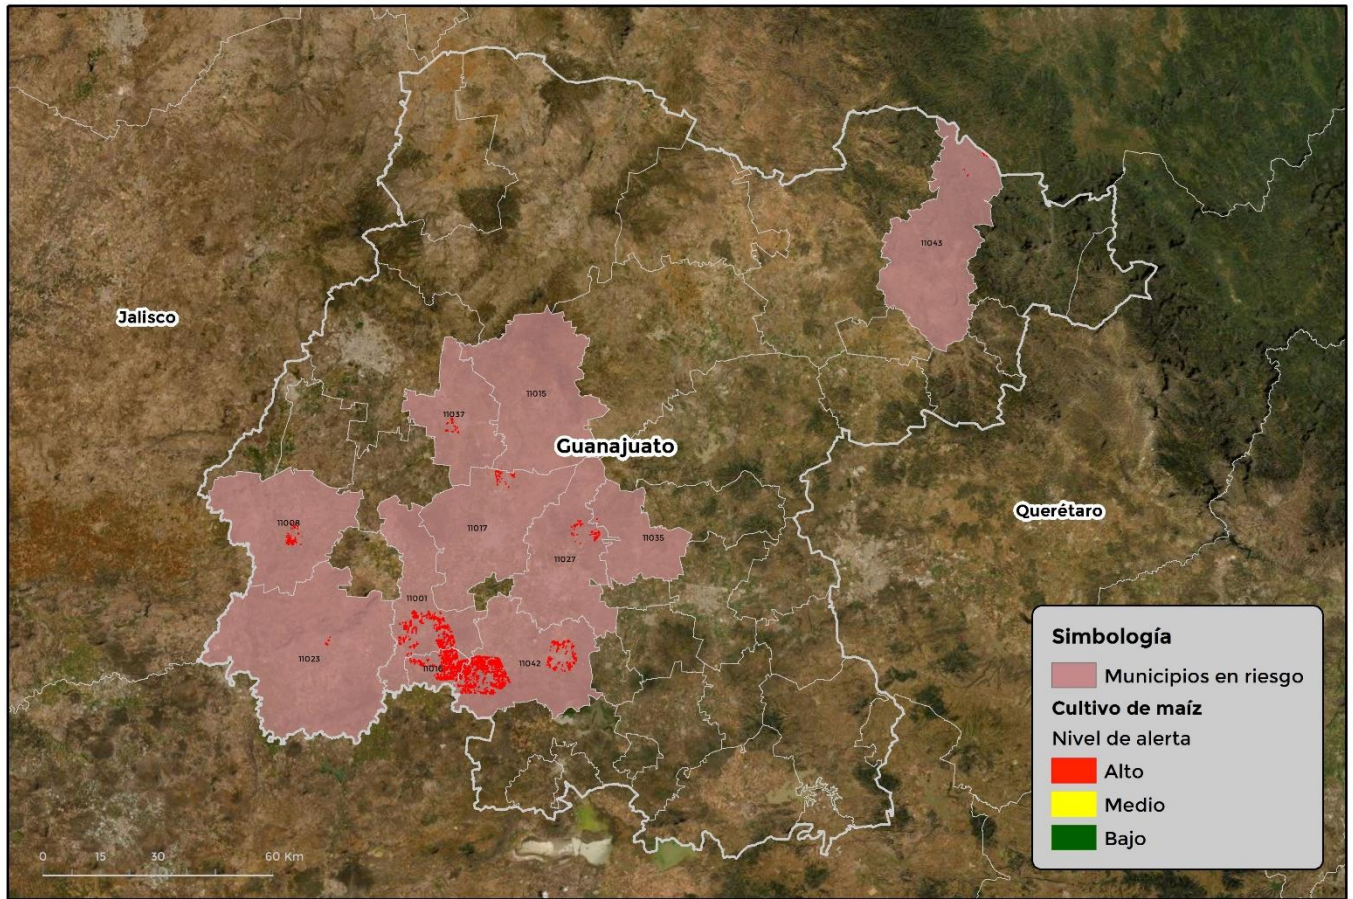 11043
Jalisco
11015
11037
Guanajuato
Querétaro
11008
11017
11035
11027
11001
11023
11016
11042
Simbología
Municipios en riesgo
Cultivo de maíz
Nivel de alerta
Alto
Medio
Bajo
0 15 30 60 Km